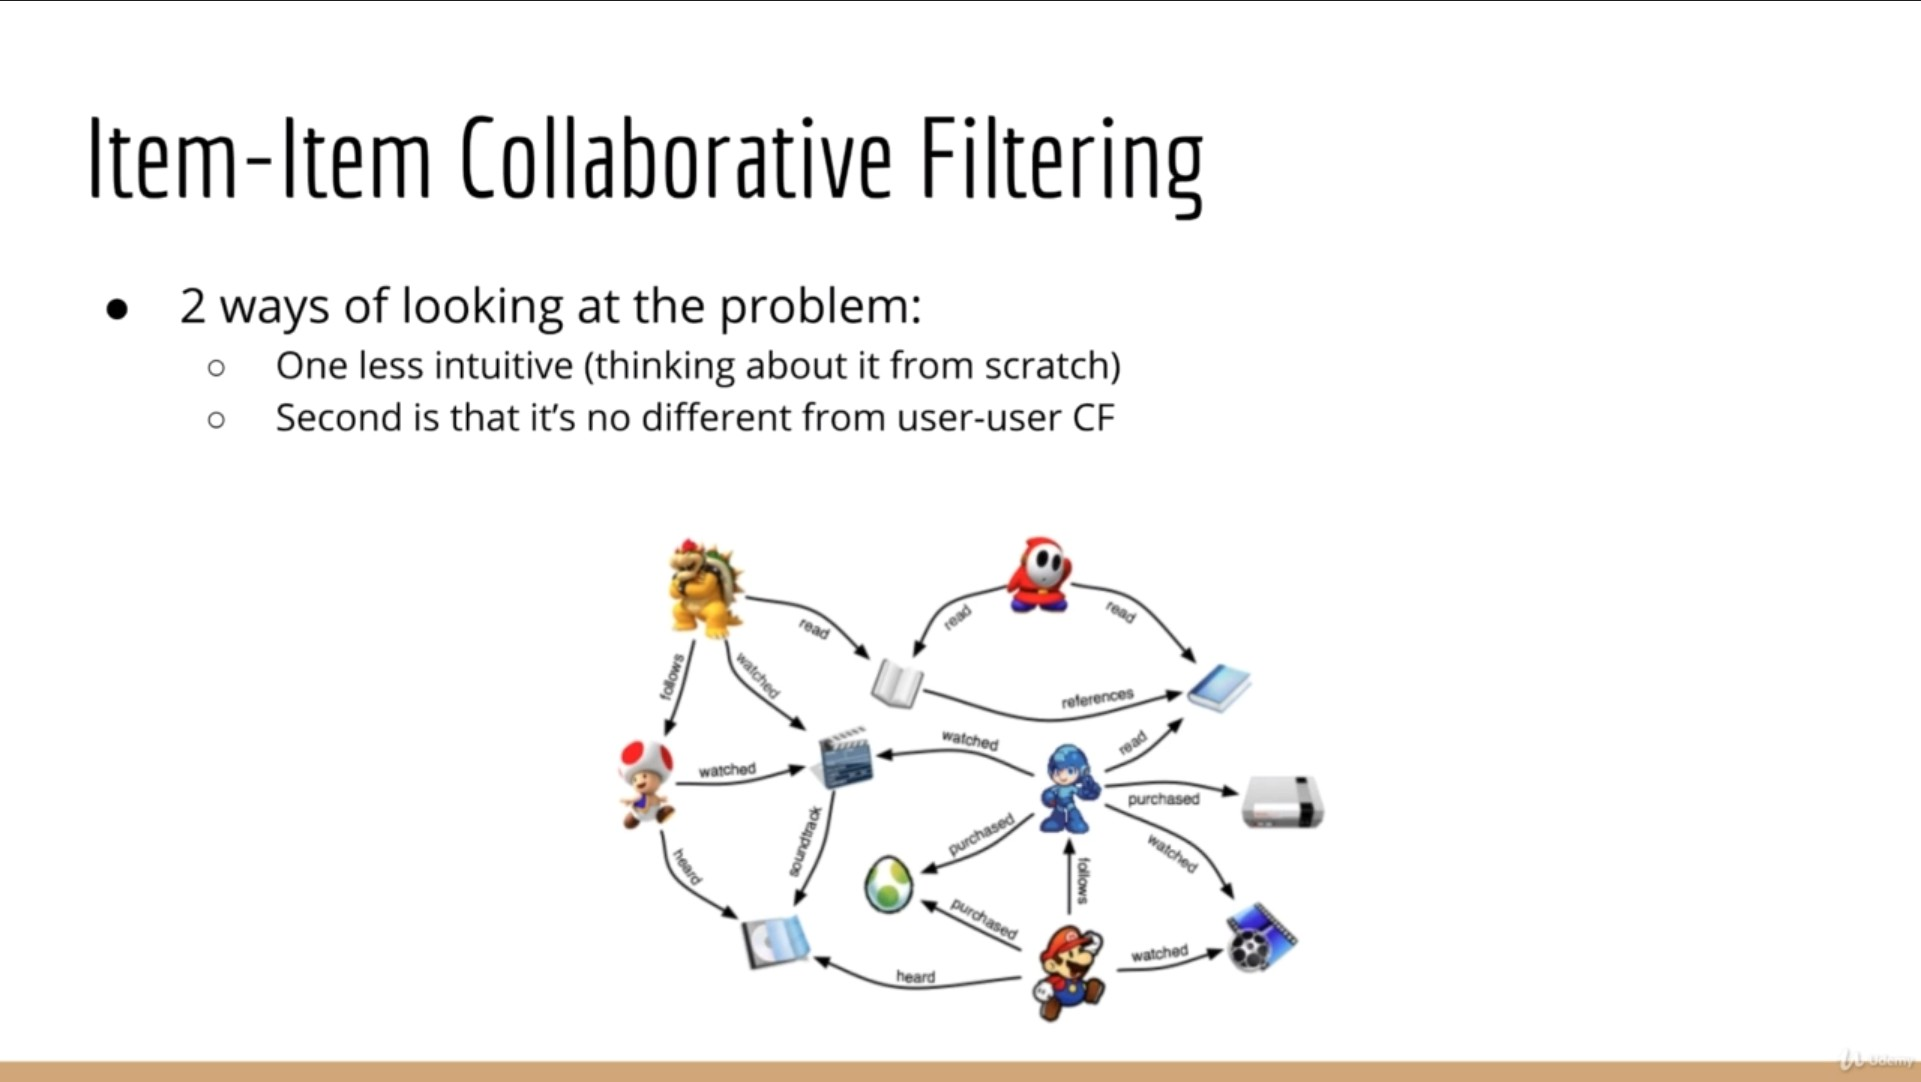 Item-Item Collaborative Filtering
● 2 ways of looking at the problem:
○ One less intuitive (thinking about it from scratch)
○ Second is that it's no different from user-user CF
read
read
read
follows
watched
references
watched
read
watched
purchased
soundtrack
purchased
watched
heard
follows
purchased
watched
heard
Udemy